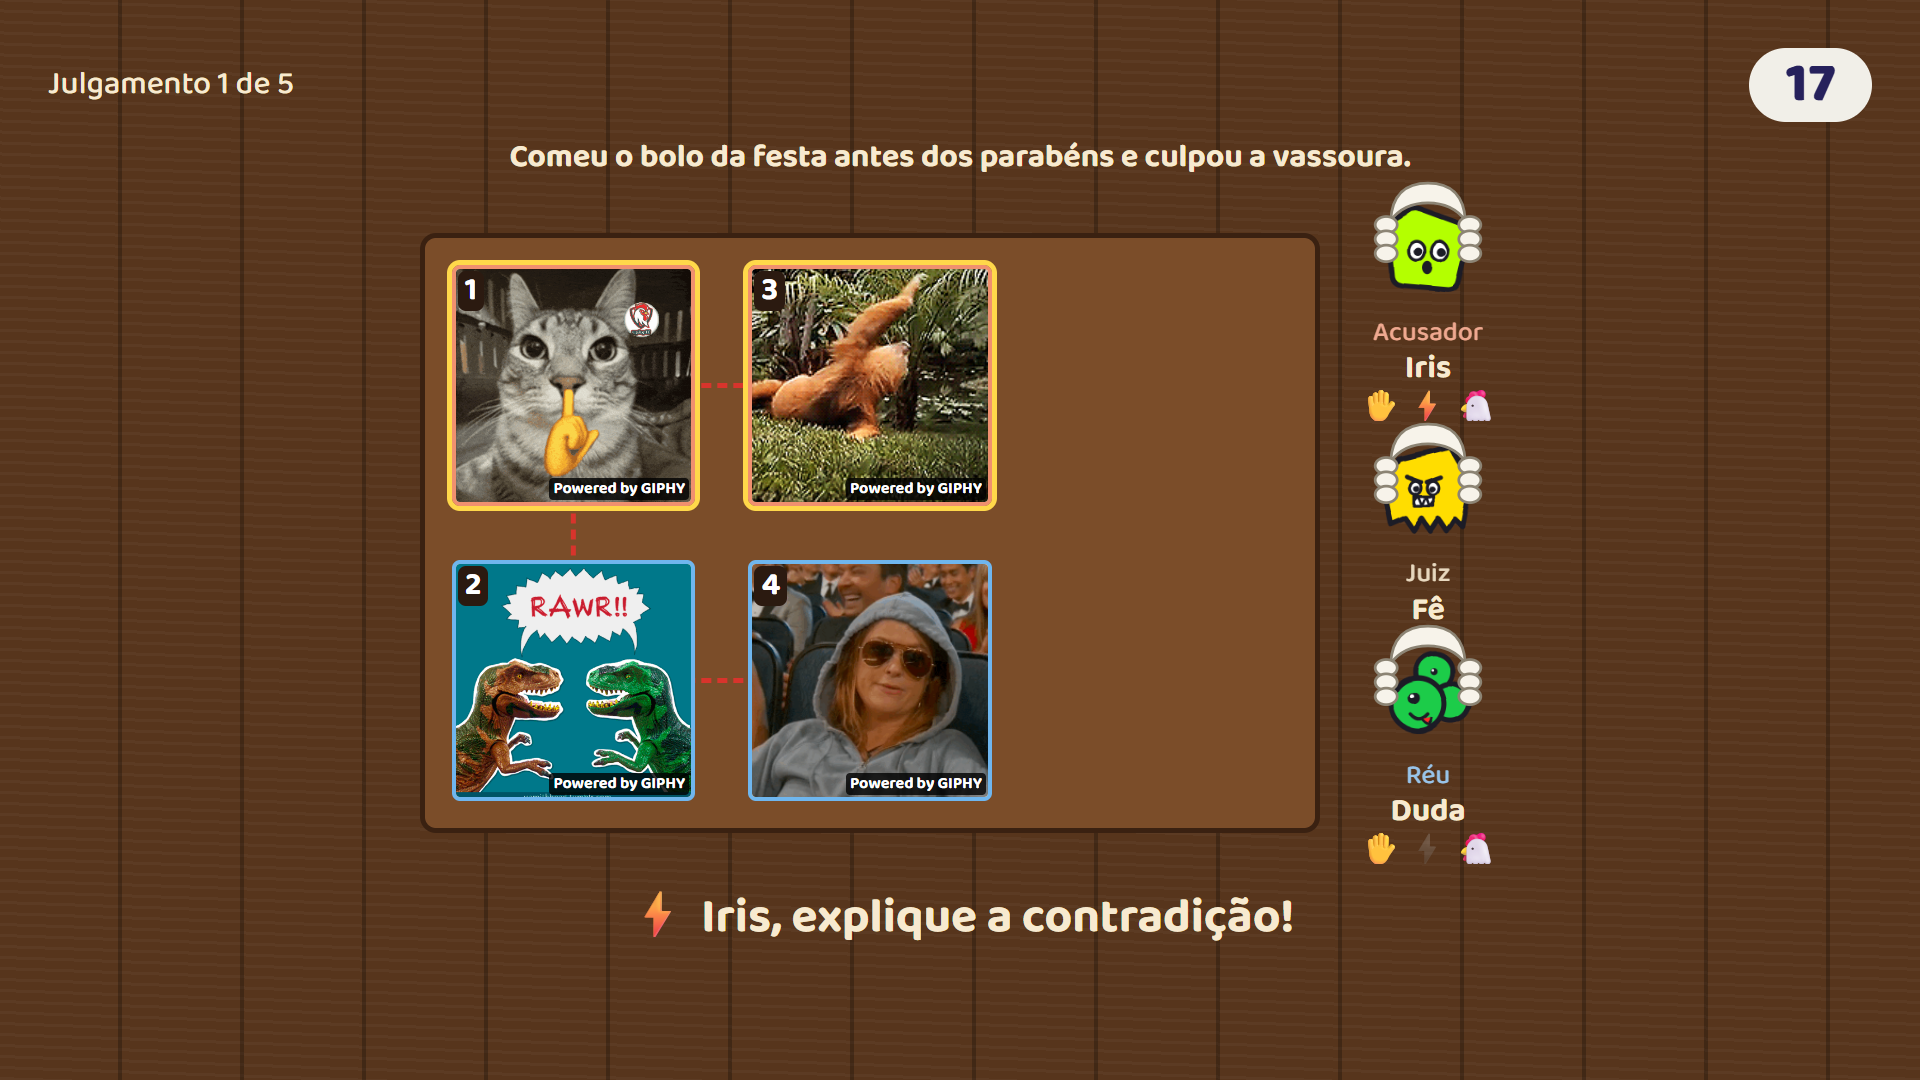 Julgamento 1 de 5
17
Comeu o bolo da festa antes dos parabéns e culpou a vassoura.
1
Powered by GIPHY
3
Powered by GIPHY
2
RAWR!!
Powered by GIPHY
4
Powered by GIPHY
Acusador
Iris
Juiz
Fê
Réu
Duda
Iris, explique a contradição!